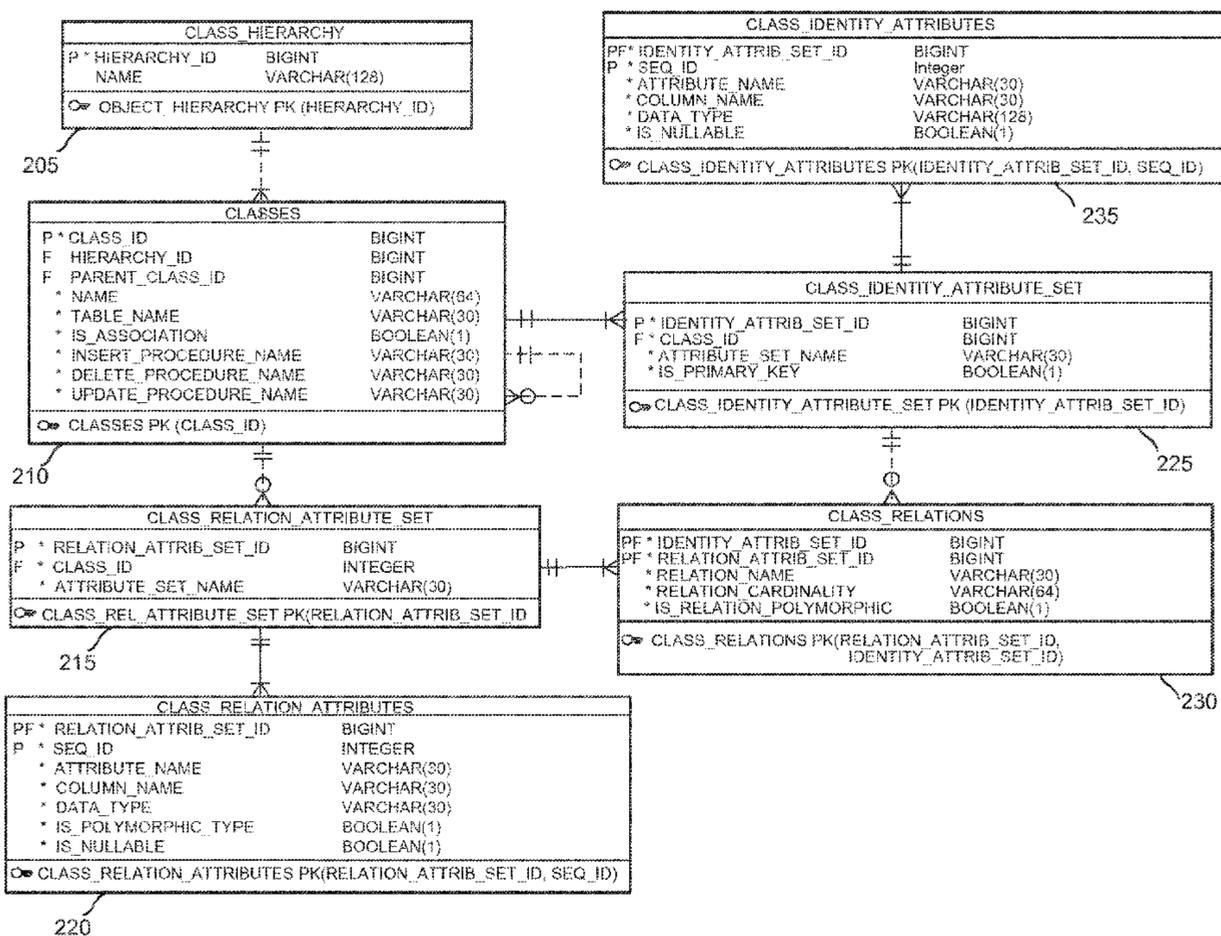 CLASS_HIERARCHY
P * HIERARCHY_ID BIGINT
NAME VARCHAR(128)
OBJECT_HIERARCHY PK (HIERARCHY_ID)
205
CLASS_IDENTITY_ATTRIBUTES
PF* IDENTITY_ATTRIB_SET_ID BIGINT
P * SEQ_ID Integer
* ATTRIBUTE_NAME VARCHAR(30)
* COLUMN_NAME VARCHAR(30)
* DATA_TYPE VARCHAR(128)
* IS_NULLABLE BOOLEAN(1)
CLASS_IDENTITY_ATTRIBUTES PK(IDENTITY_ATTRIB_SET_ID, SEQ_ID)
235
CLASSES
P * CLASS_ID BIGINT
F HIERARCHY_ID BIGINT
F PARENT_CLASS_ID BIGINT
* NAME VARCHAR(64)
* TABLE_NAME VARCHAR(30)
* IS_ASSOCIATION BOOLEAN(1)
* INSERT_PROCEDURE_NAME VARCHAR(30)
* DELETE_PROCEDURE_NAME VARCHAR(30)
* UPDATE_PROCEDURE_NAME VARCHAR(30)
CLASSES PK (CLASS_ID)
210
CLASS_IDENTITY_ATTRIBUTE_SET
P * IDENTITY_ATTRIB_SET_ID BIGINT
F * CLASS_ID BIGINT
* ATTRIBUTE_SET_NAME VARCHAR(30)
* IS_PRIMARY_KEY BOOLEAN(1)
CLASS_IDENTITY_ATTRIBUTE_SET PK (IDENTITY_ATTRIB_SET_ID)
225
CLASS_RELATION_ATTRIBUTE_SET
P * RELATION_ATTRIB_SET_ID BIGINT
F * CLASS_ID INTEGER
* ATTRIBUTE_SET_NAME VARCHAR(30)
CLASS_REL_ATTRIBUTE_SET PK(RELATION_ATTRIB_SET_ID
215
CLASS_RELATIONS
PF* IDENTITY_ATTRIB_SET_ID BIGINT
PF* RELATION_ATTRIB_SET_ID BIGINT
* RELATION_NAME VARCHAR(30)
* RELATION_CARDINALITY VARCHAR(64)
* IS_RELATION_POLYMORPHIC BOOLEAN(1)
CLASS_RELATIONS PK(RELATION_ATTRIB_SET_ID,
IDENTITY_ATTRIB_SET_ID)
230
CLASS_RELATION_ATTRIBUTES
PF * RELATION_ATTRIB_SET_ID BIGINT
P * SEQ_ID INTEGER
* ATTRIBUTE_NAME VARCHAR(30)
* COLUMN_NAME VARCHAR(30)
* DATA_TYPE VARCHAR(30)
* IS_POLYMORPHIC_TYPE BOOLEAN(1)
* IS_NULLABLE BOOLEAN(1)
CLASS_RELATION_ATTRIBUTES PK(RELATION_ATTRIB_SET_ID, SEQ_ID)
220